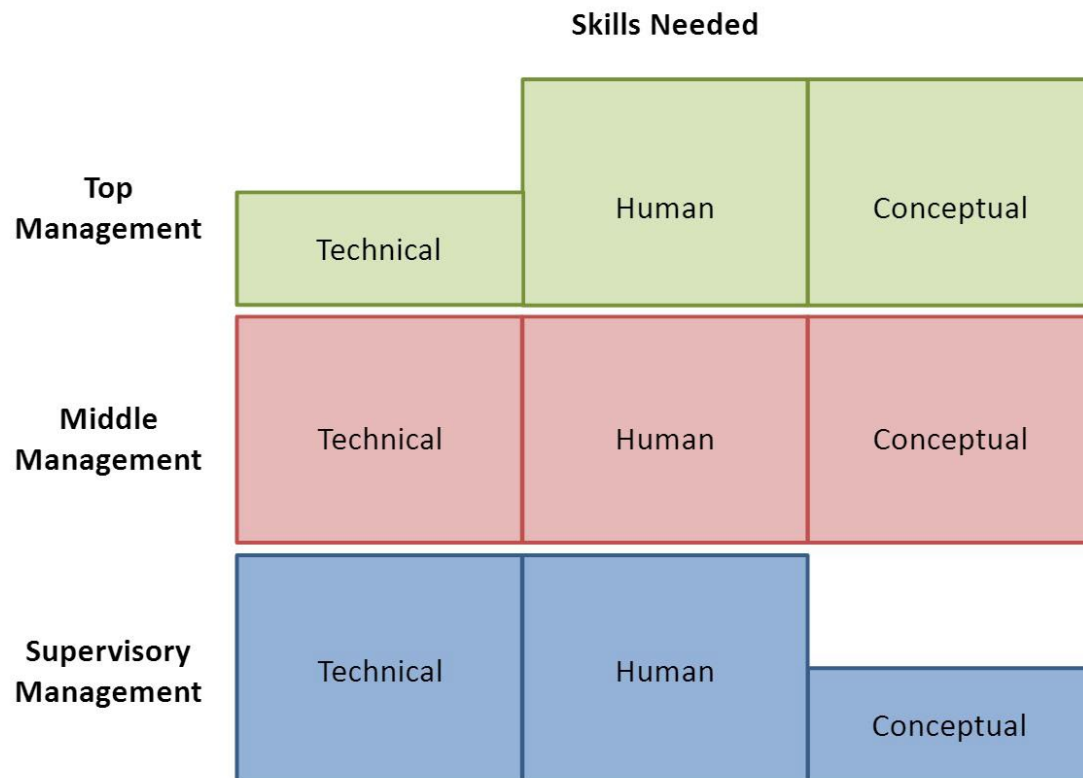 Skills Needed
Top
Management
Technical
Human
Conceptual
Middle
Management
Technical
Human
Conceptual
Supervisory
Management
Technical
Human
Conceptual